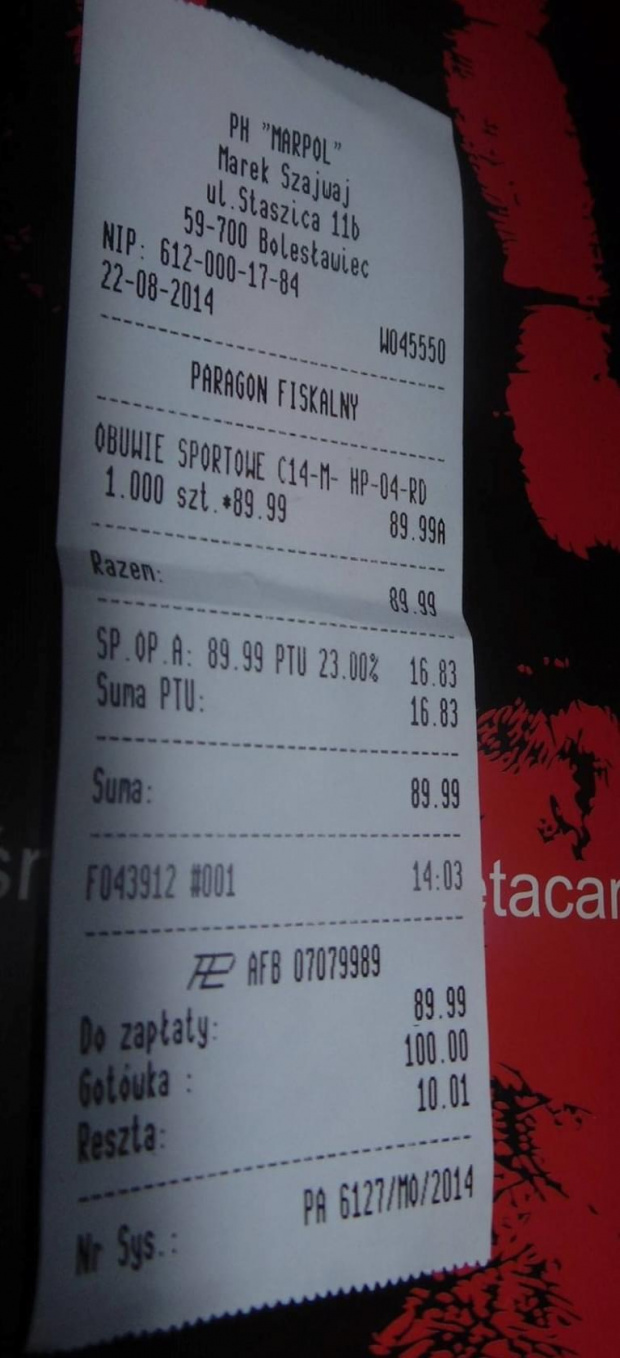 PH "MARPOL"
Marek Szajwaj
ul.Staszica 11b
59-700 Bolesławiec
NIP: 612-000-17-84
22-08-2014
W045550
PARAGON FISKALNY
OBUWIE SPORTOWE C14-M- HP-04-RD
1.000 szt.*89.99 89.99A
Razem: 89.99
SP.OP.A: 89.99 PTU 23.00% 16.83
Suma PTU: 16.83
Suma: 89.99
F043912 #001 14:03
AFB 07079989
Do zapłaty: 89.99
Gotówka : 100.00
Reszta: 10.01
Nr Sys.: PA 6127/MO/2014
śr
etacar